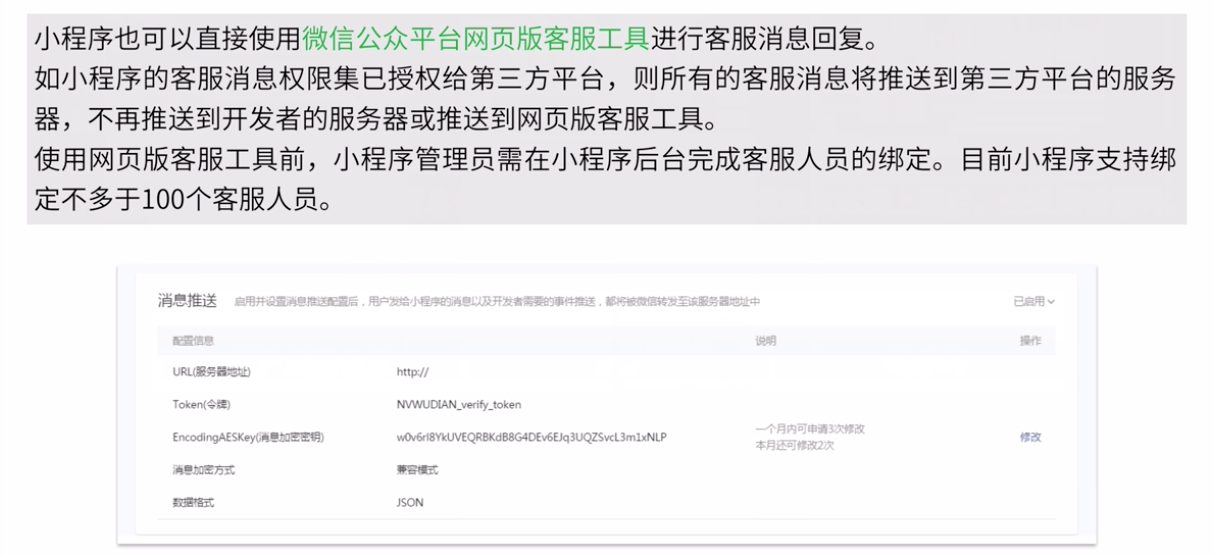 小程序也可以直接使用微信公众平台网页版客服工具进行客服消息回复。
如小程序的客服消息权限集已授权给第三方平台，则所有的客服消息将推送到第三方平台的服务
器，不再推送到开发者的服务器或推送到网页版客服工具。
使用网页版客服工具前，小程序管理员需在小程序后台完成客服人员的绑定。目前小程序支持绑
定不多于100个客服人员。
消息推送 启用并设置消息推送配置后，用户发给小程序的消息以及开发者需要的事件推送，都将被微信转发至该服务器地址中 已启用
配置信息 说明 操作
URL(服务器地址) http://
Token(令牌) NVWUDIAN_verify_token
一个月内可申请3次修改
EncodingAESKey(消息加密密钥) w0v6rI8YkUVEQRBKdB8G4DEv6EJq3UQZSvcL3m1xNLP 修改
本月还可修改2次
消息加密方式 兼容模式
数据格式 JSON